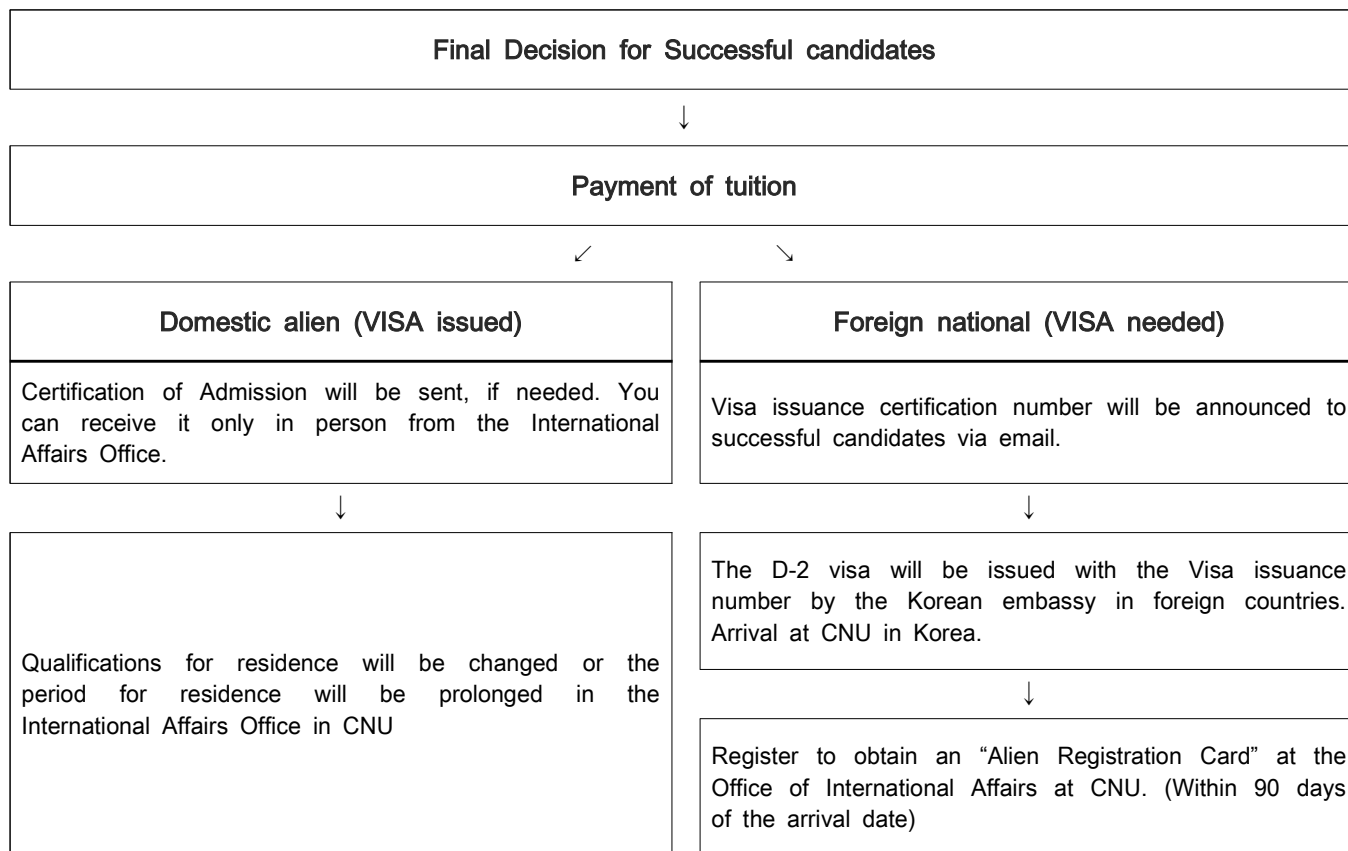 Final Decision for Successful candidates
↓
Payment of tuition
↙ ↘
Domestic alien (VISA issued)
Certification of Admission will be sent, if needed. You
can receive it only in person from the International
Affairs Office.
↓
Qualifications for residence will be changed or the
period for residence will be prolonged in the
International Affairs Office in CNU
Foreign national (VISA needed)
Visa issuance certification number will be announced to
successful candidates via email.
↓
The D-2 visa will be issued with the Visa issuance
number by the Korean embassy in foreign countries.
Arrival at CNU in Korea.
↓
Register to obtain an “Alien Registration Card” at the
Office of International Affairs at CNU. (Within 90 days
of the arrival date)